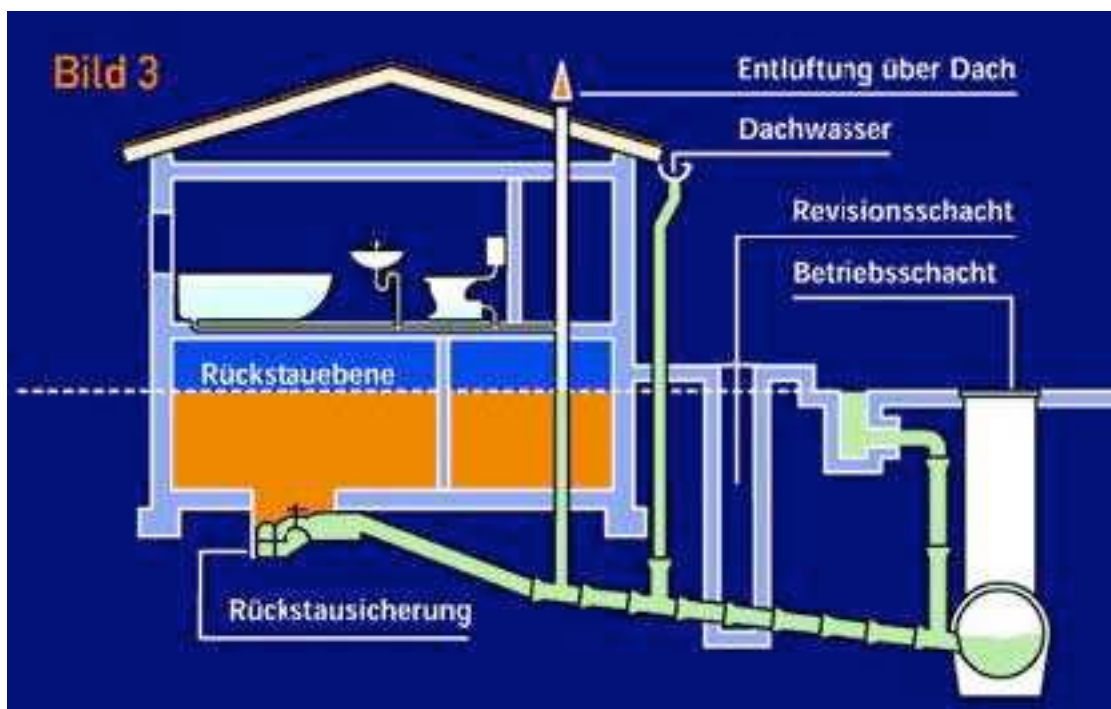 Bild 3
Entlüftung über Dach
Dachwasser
Revisionsschacht
Betriebsschacht
Rückstauebene
Rückstausicherung